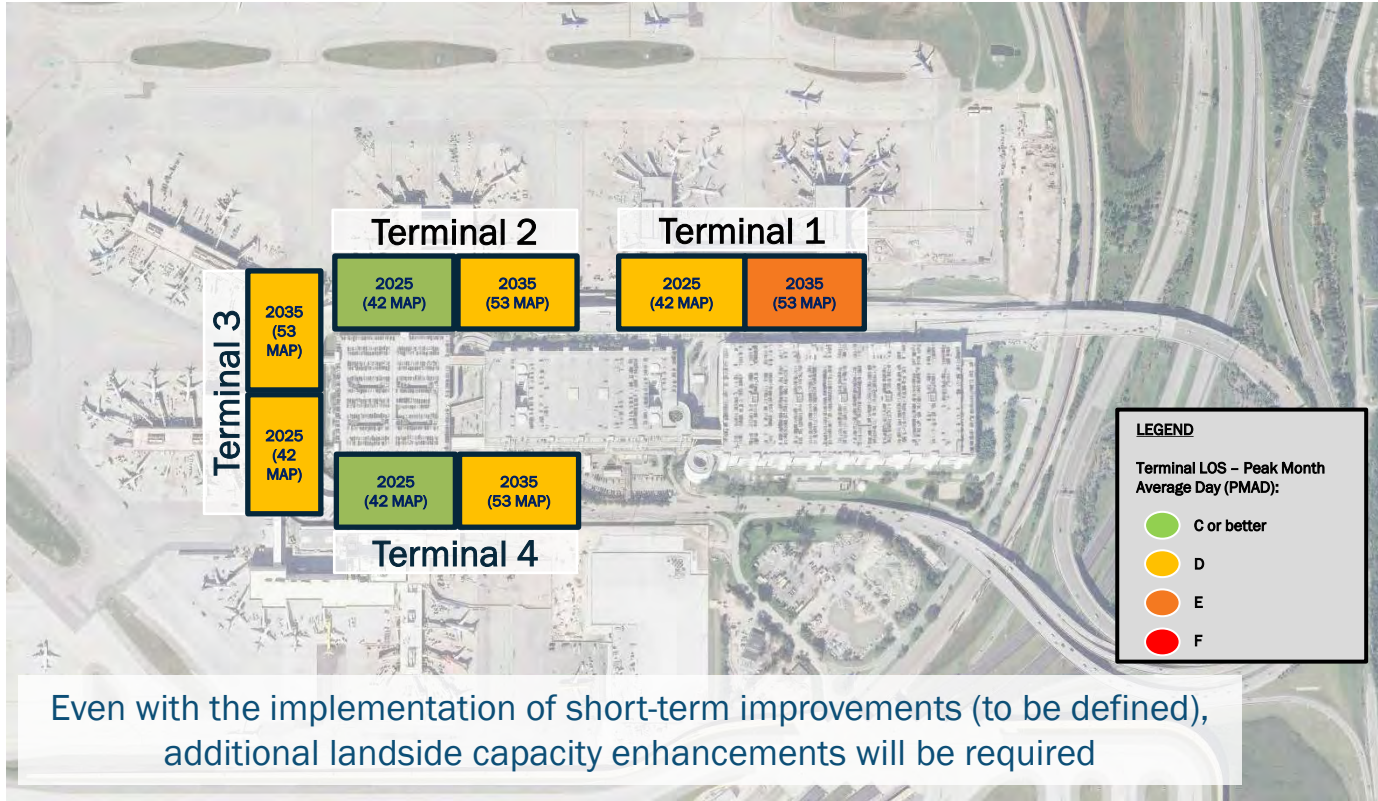 Terminal 2
Terminal 1
2025
(42 MAP)
2035
(53 MAP)
2025
(42 MAP)
2035
(53 MAP)
Terminal 3
2035
(53
MAP)
2025
(42
MAP)
2025
(42 MAP)
2035
(53 MAP)
Terminal 4
LEGEND
Terminal LOS – Peak Month
Average Day (PMAD):
C or better
D
E
F
Even with the implementation of short-term improvements (to be defined),
additional landside capacity enhancements will be required